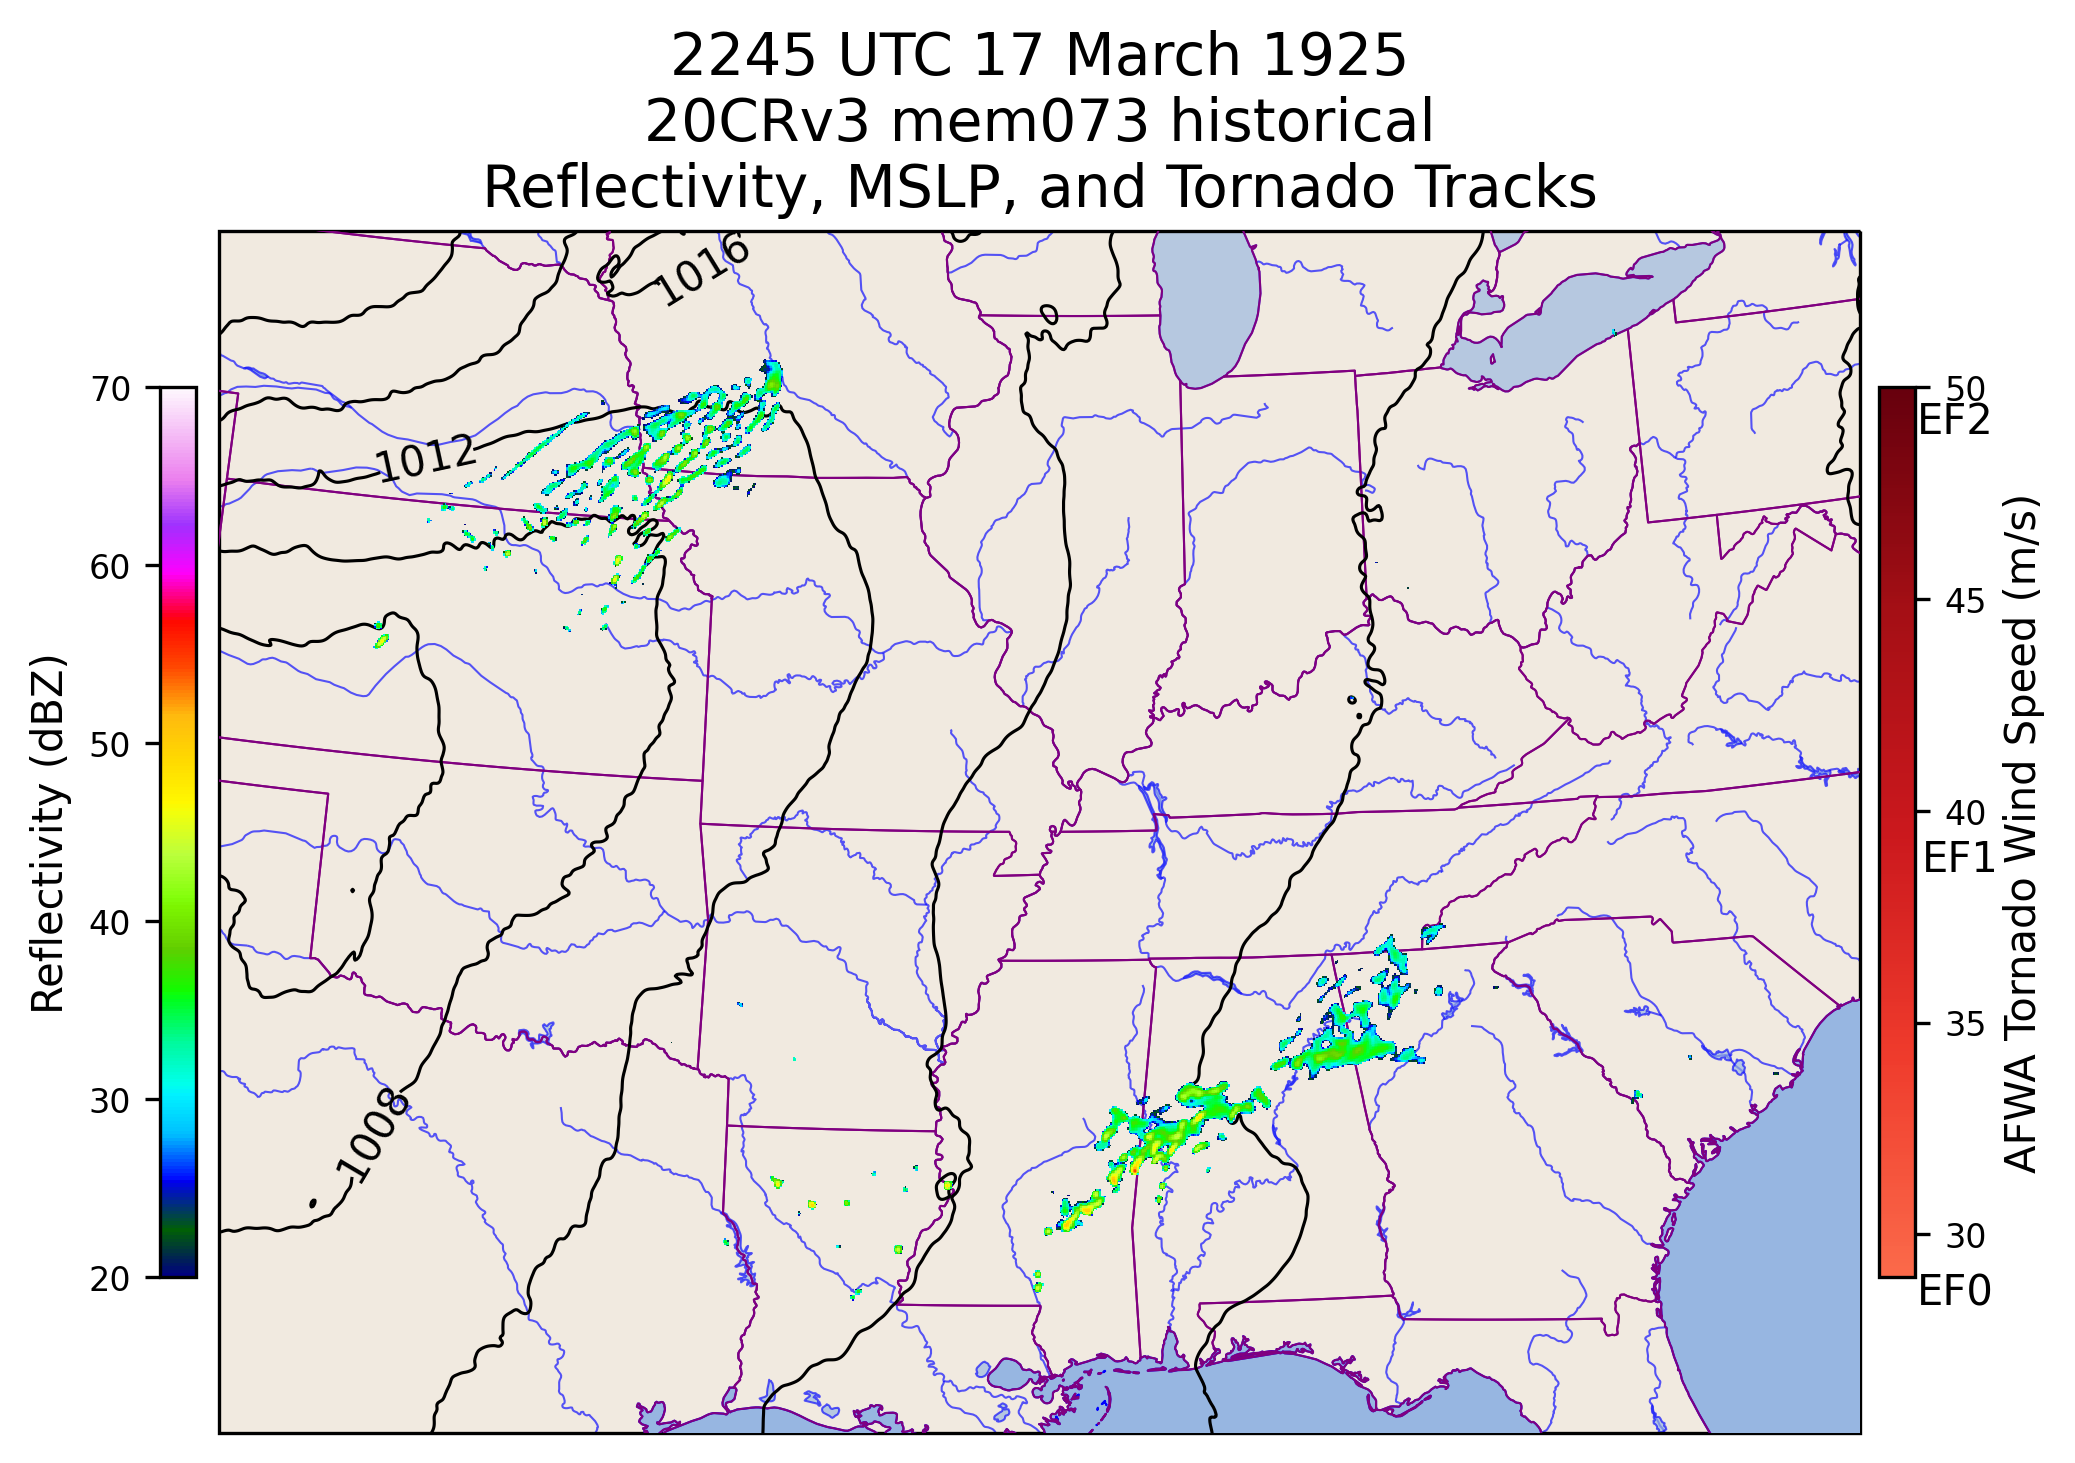 2245 UTC 17 March 1925
20CRv3 mem073 historical
Reflectivity, MSLP, and Tornado Tracks
1016
1012
1008
0
Reflectivity (dBZ)
70
60
50
40
30
20
50
EF2
45
40
EF1
35
30
EF0
AFWA Tornado Wind Speed (m/s)